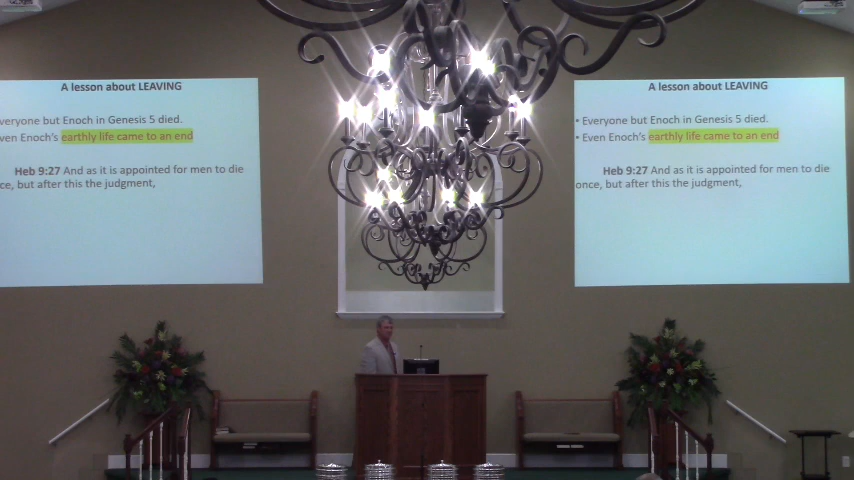 A lesson about LEAVING
veryone but Enoch in Genesis 5 died.
ven Enoch's earthly life came to an end
Heb 9:27 And as it is appointed for men to die
ce, but after this the judgment,
A lesson about LEAVING
• Everyone but Enoch in Genesis 5 died.
• Even Enoch's earthly life came to an end
Heb 9:27 And as it is appointed for men to die
once, but after this the judgment,